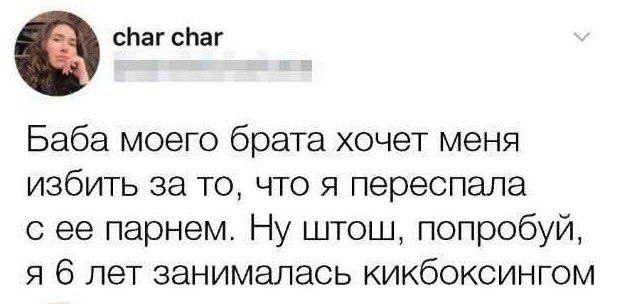 char char
Баба моего брата хочет меня
избить за то, что я переспала
с ее парнем. Ну штош, попробуй,
я 6 лет занималась кикбоксингом